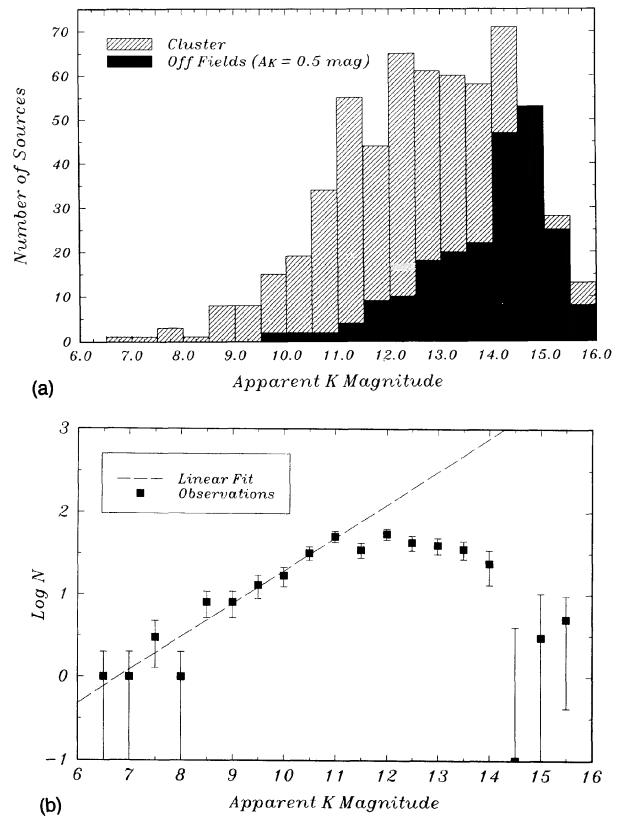 70
60
50
40
30
20
10
0
Number of Sources
Cluster
Off Fields (AK = 0.5 mag)
6.0 7.0 8.0 9.0 10.0 11.0 12.0 13.0 14.0 15.0 16.0
Apparent K Magnitude
(a)
3
2
1
0
-1
Log N
Linear Fit
Observations
6 7 8 9 10 11 12 13 14 15 16
Apparent K Magnitude
(b)